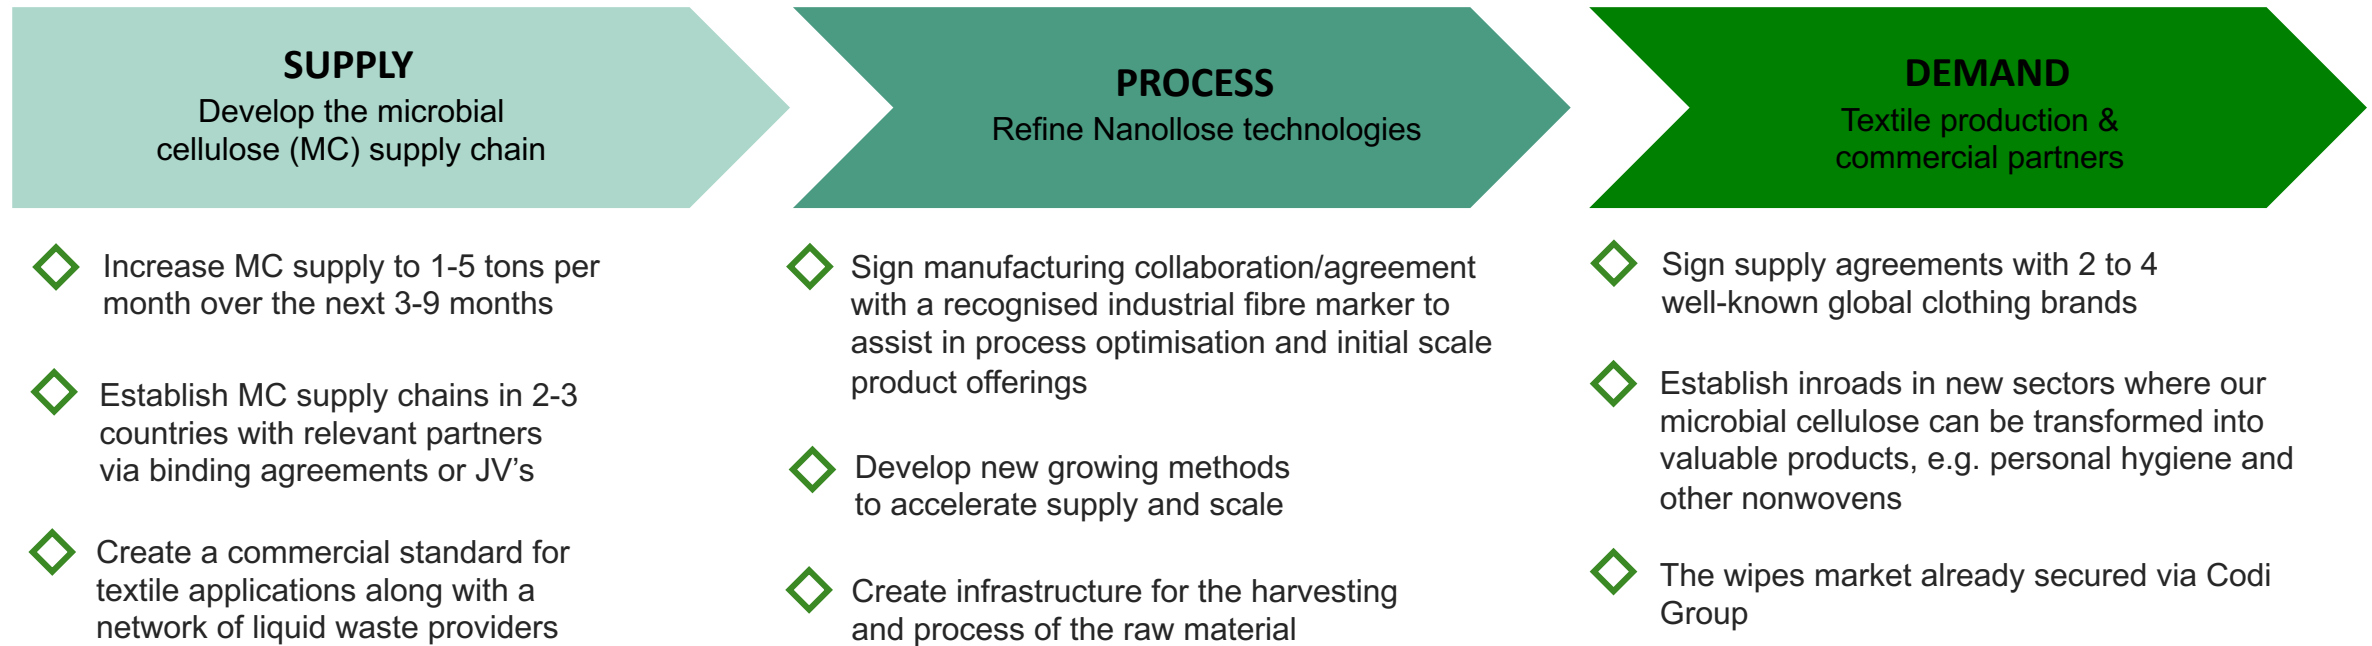 SUPPLY
Develop the microbial
cellulose (MC) supply chain
Increase MC supply to 1-5 tons per
month over the next 3-9 months
Establish MC supply chains in 2-3
countries with relevant partners
via binding agreements or JV’s
Create a commercial standard for
textile applications along with a
network of liquid waste providers
PROCESS
Refine Nanollose technologies
Sign manufacturing collaboration/agreement
with a recognised industrial fibre marker to
assist in process optimisation and initial scale
product offerings
Develop new growing methods
to accelerate supply and scale
Create infrastructure for the harvesting
and process of the raw material
DEMAND
Textile production &
commercial partners
Sign supply agreements with 2 to 4
well-known global clothing brands
Establish inroads in new sectors where our
microbial cellulose can be transformed into
valuable products, e.g. personal hygiene and
other nonwovens
The wipes market already secured via Codi
Group